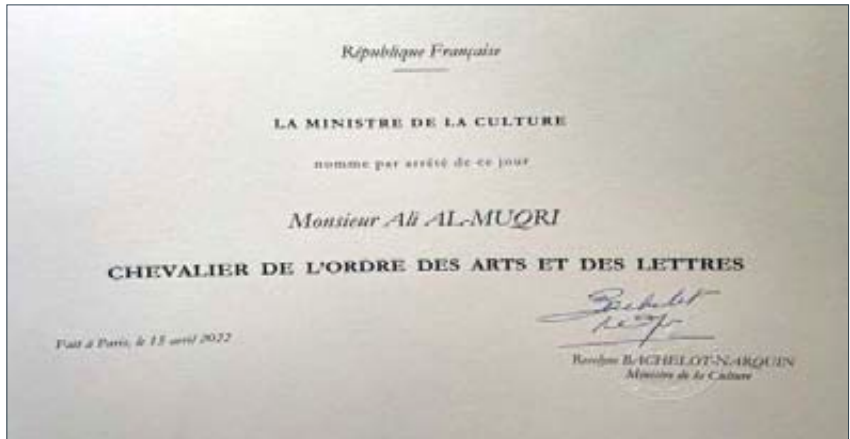 République Française
LA MINISTRE DE LA CULTURE
nomme par arrêté de ce jour
Monsieur Ali AL-MUQRI
CHEVALIER DE L'ORDRE DES ARTS ET DES LETTRES
Fait à Paris, le 15 avril 2022
Bachelot
Roselyne BACHELOT-NARQUIN
Ministre de la Culture